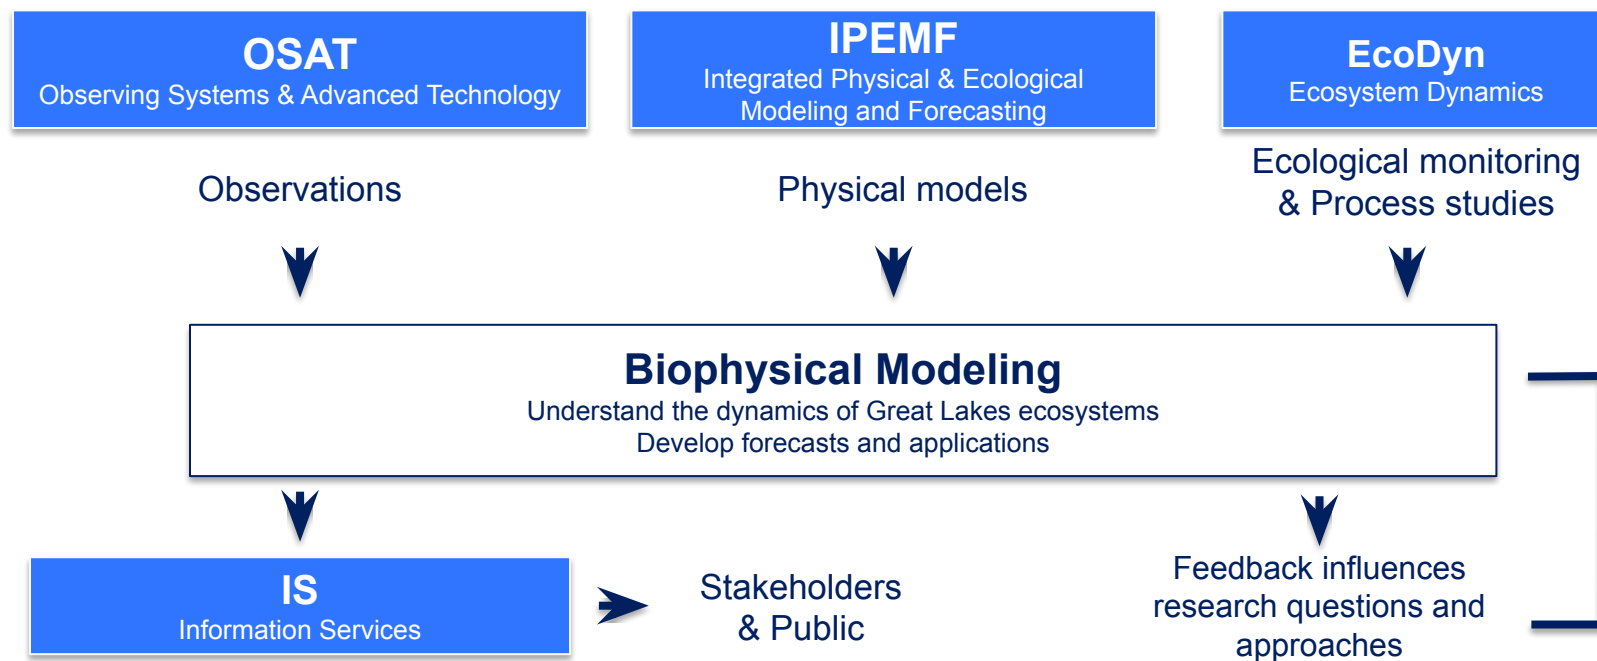 OSAT
Observing Systems & Advanced Technology
IPEMF
Integrated Physical & Ecological
Modeling and Forecasting
EcoDyn
Ecosystem Dynamics
Observations
Physical models
Ecological monitoring
& Process studies
Biophysical Modeling
Understand the dynamics of Great Lakes ecosystems
Develop forecasts and applications
IS
Information Services
Stakeholders
& Public
Feedback influences
research questions and
approaches